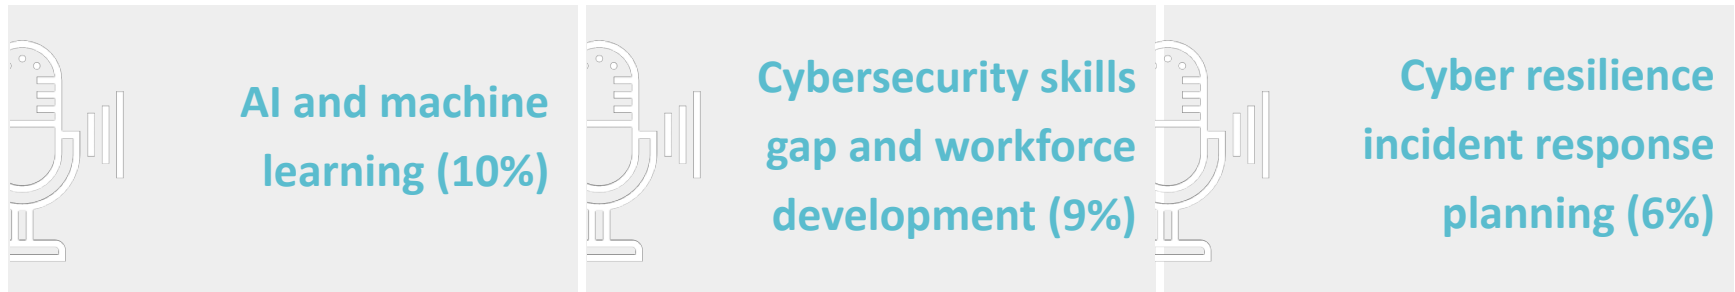 AI and machine
learning (10%)
Cybersecurity skills
gap and workforce
development (9%)
Cyber resilience
incident response
planning (6%)